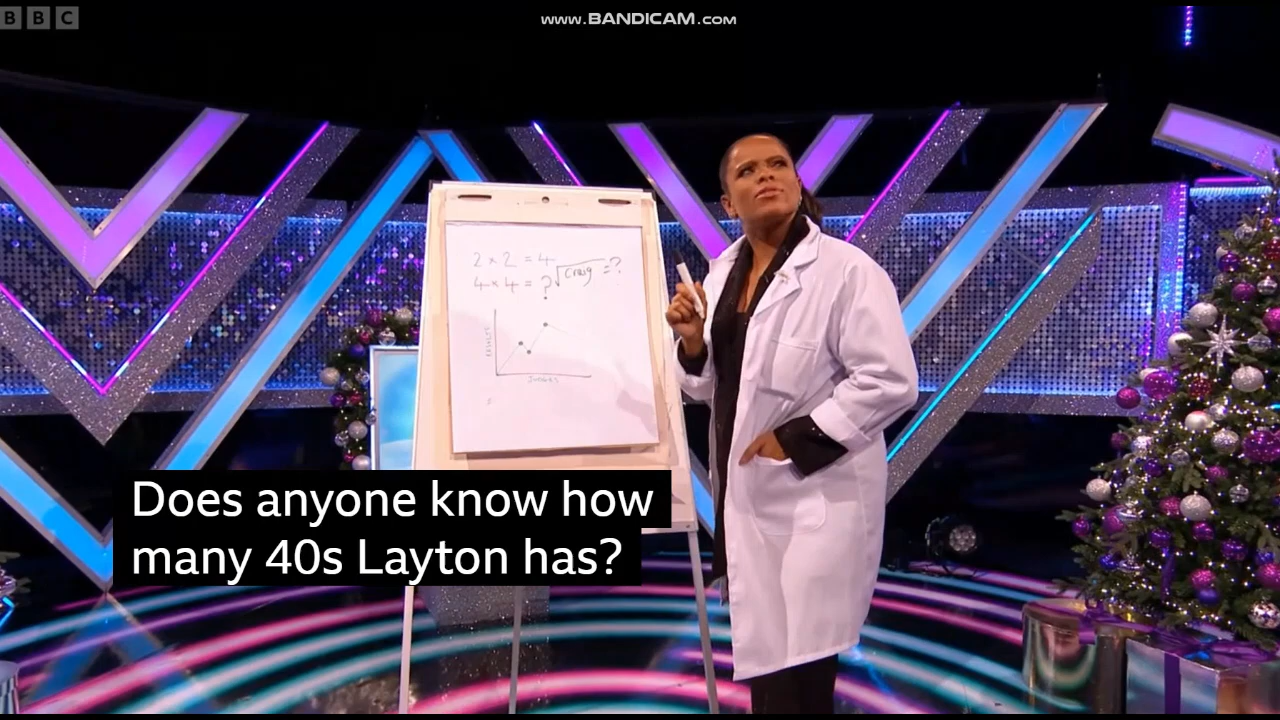 BBC
www.BANDICAM.com
2 × 2 = 4
4 × 4 = ?
√Craig = ?
JUDGES
Does anyone know how
many 40s Layton has?